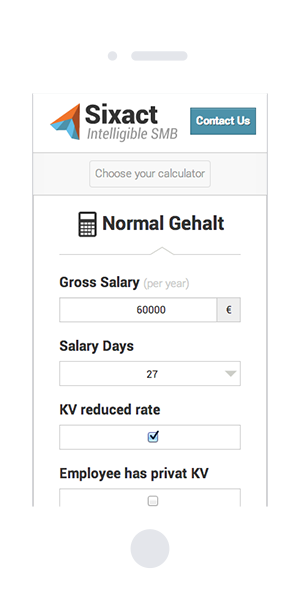 Sixact
Intelligible SMB
Contact Us
Choose your calculator
Normal Gehalt
Gross Salary (per year)
60000 €
Salary Days
27
KV reduced rate
Employee has privat KV